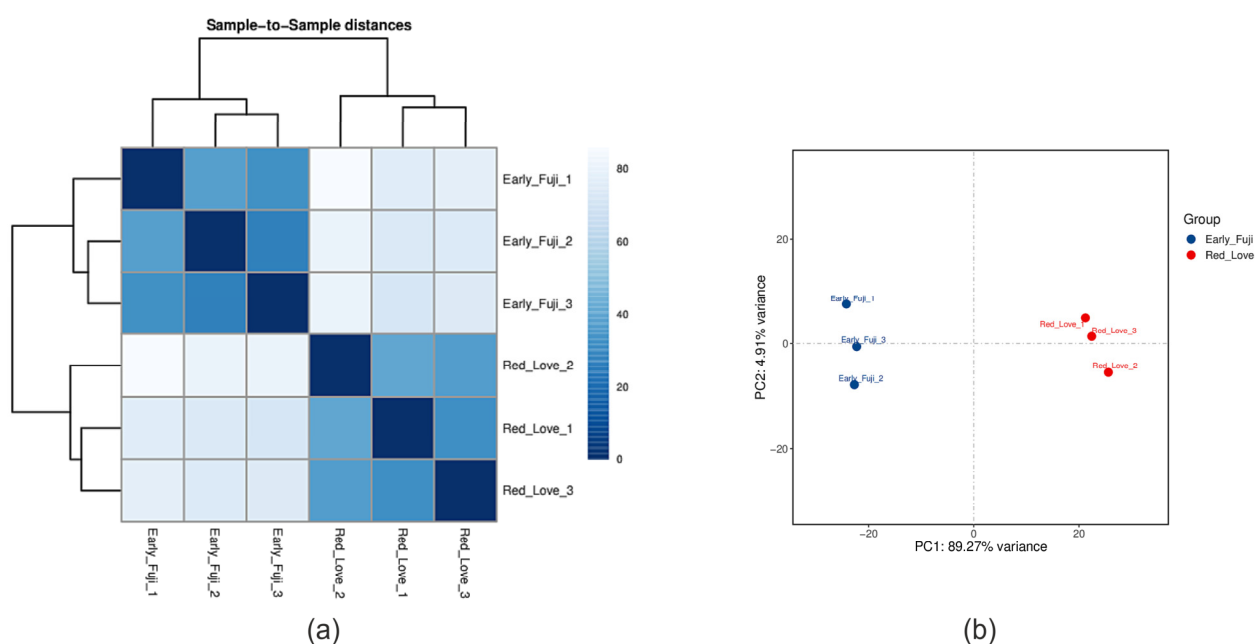 Sample-to-Sample distances
Early_Fuji_1
Early_Fuji_2
Early_Fuji_3
Red_Love_2
Red_Love_1
Red_Love_3
Early_Fuji_1
Early_Fuji_2
Early_Fuji_3
Red_Love_2
Red_Love_1
Red_Love_3
80
60
40
20
0
(a)
PC2: 4.91% variance
20
0
−20
Early_Fuji_1
Early_Fuji_3
Early_Fuji_2
Red_Love_1
Red_Love_3
Red_Love_2
−20
0
20
PC1: 89.27% variance
Group
Early_Fuji
Red_Love
(b)